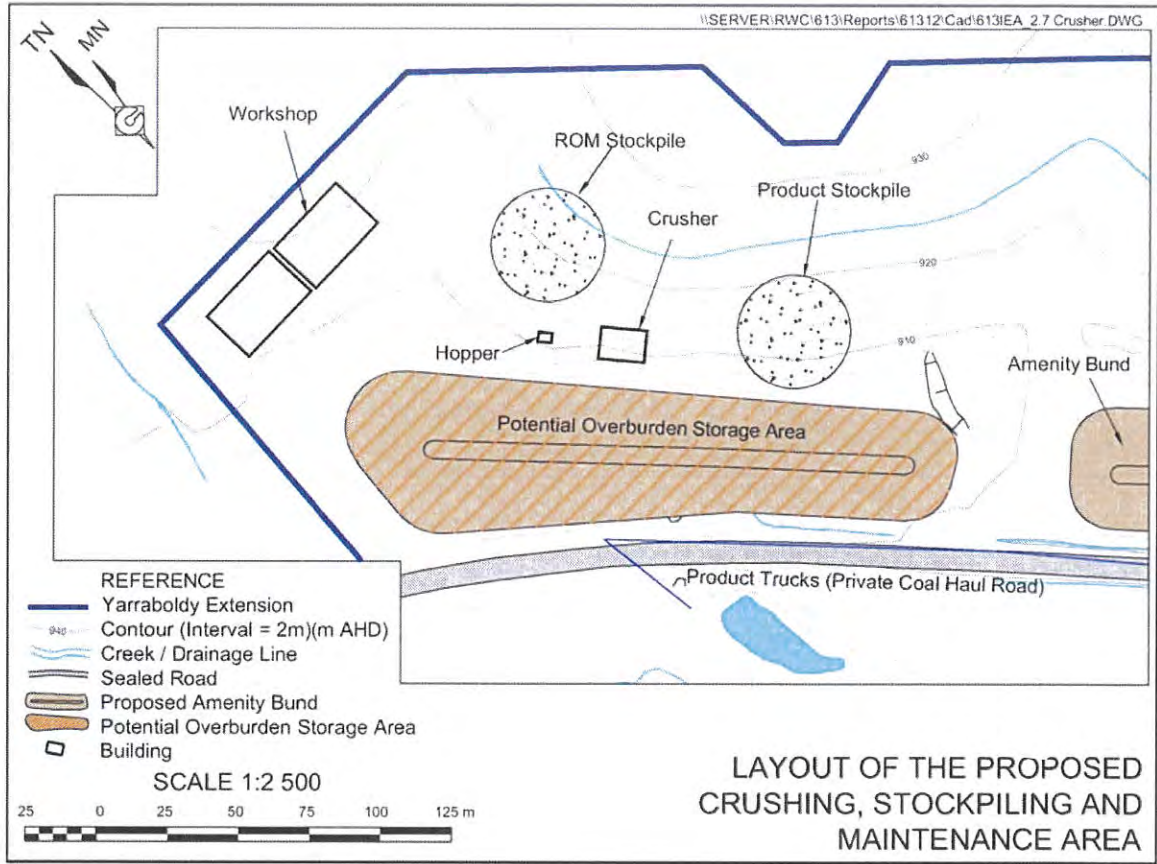 \\SERVER\RWC\613\Reports\61312\Cad\613IEA_2.7 Crusher.DWG
TN
MN
Workshop
ROM Stockpile
930
Product Stockpile
Crusher
920
Hopper
910
Amenity Bund
Potential Overburden Storage Area
Product Trucks (Private Coal Haul Road)
REFERENCE
Yarraboldy Extension
940 Contour (Interval = 2m)(m AHD)
Creek / Drainage Line
Sealed Road
Proposed Amenity Bund
Potential Overburden Storage Area
Building
SCALE 1:2 500
25 0 25 50 75 100 125 m
LAYOUT OF THE PROPOSED
CRUSHING, STOCKPILING AND
MAINTENANCE AREA